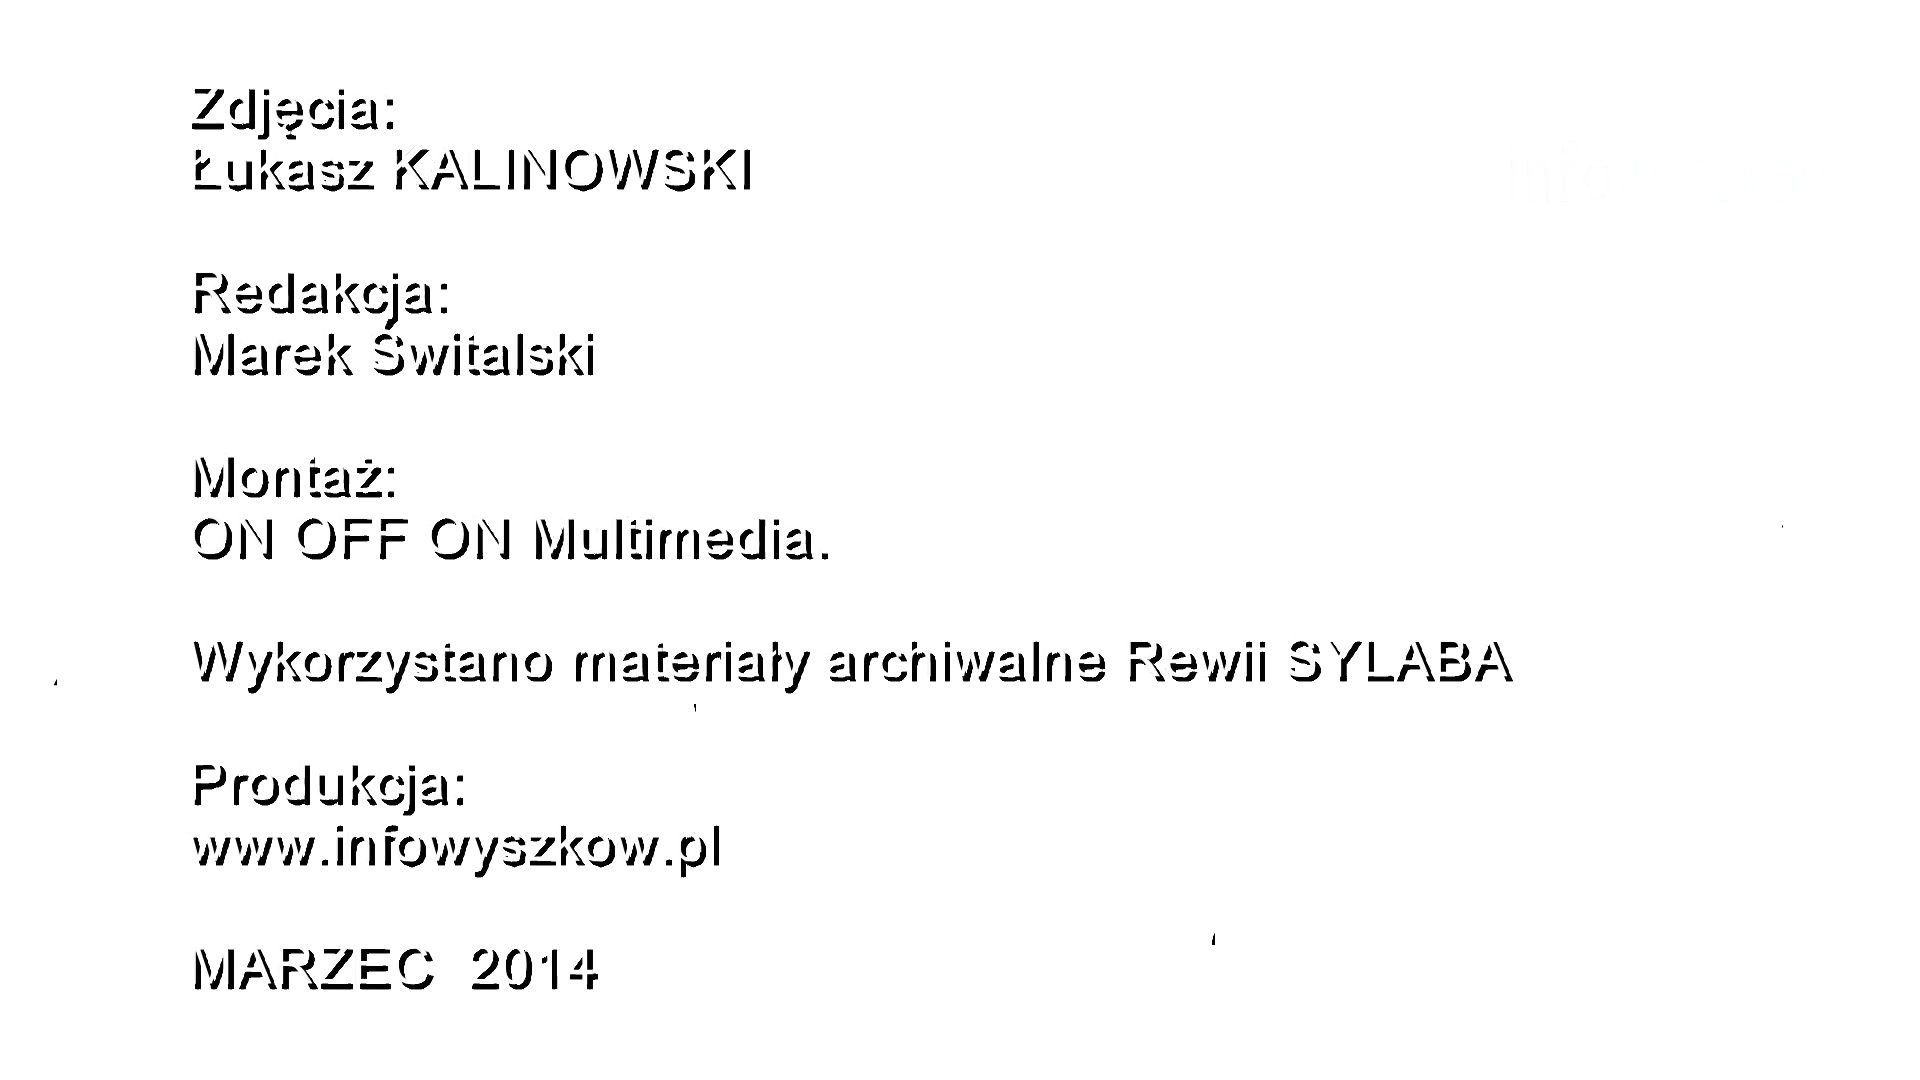 Zdjęcia:
Łukasz KALINOWSKI
Redakcja:
Marek Świtalski
Montaż:
ON OFF ON Multimedia.
Wykorzystano materiały archiwalne Rewii SYLABA
Produkcja:
www.infowyszkow.pl
MARZEC 2014